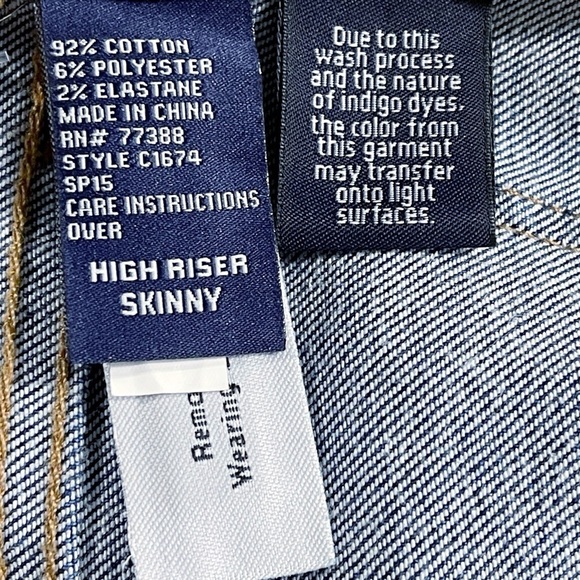 92% COTTON
6% POLYESTER
2% ELASTANE
MADE IN CHINA
RN# 77388
STYLE C1674
SP15
CARE INSTRUCTIONS
OVER
HIGH RISER
SKINNY
Due to this
wash process
and the nature
of indigo dyes,
the color from
this garment
may transfer
onto light
surfaces.
Wearing